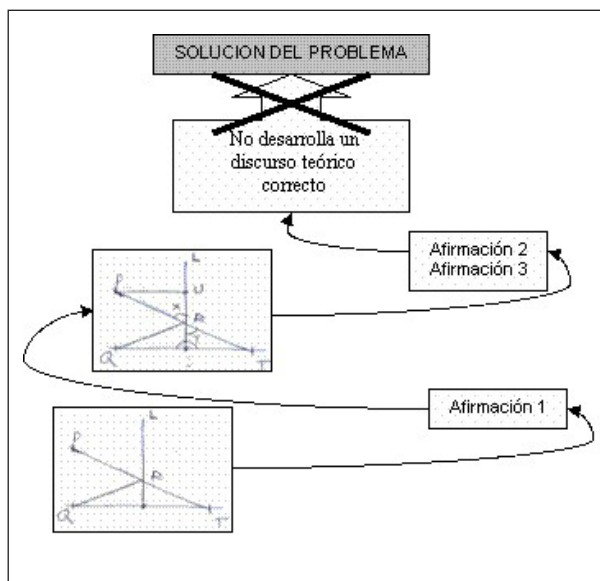 SOLUCION DEL PROBLEMA
No desarrolla un
discurso teórico
correcto
Afirmación 2
Afirmación 3
L
P
U
x
R
y
Q
T
Afirmación 1
L
P
R
Q
T